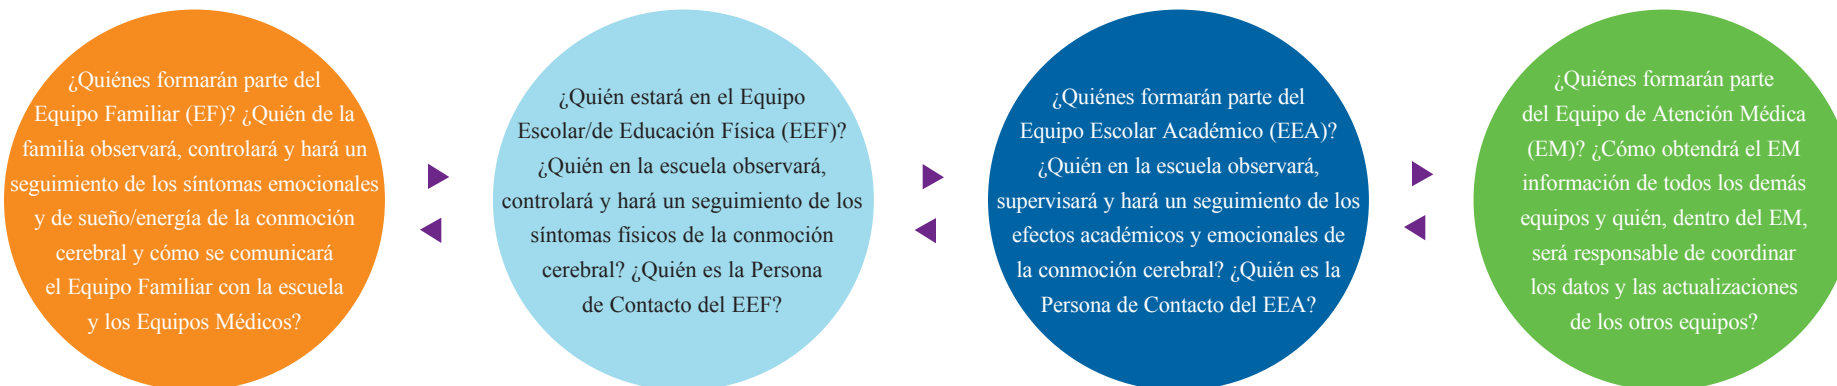 ¿Quiénes formarán parte del
Equipo Familiar (EF)? ¿Quién de la
familia observará, controlará y hará un
seguimiento de los síntomas emocionales
y de sueño/energía de la conmoción
cerebral y cómo se comunicará
el Equipo Familiar con la escuela
y los Equipos Médicos?
¿Quién estará en el Equipo
Escolar/de Educación Física (EEF)?
¿Quién en la escuela observará,
controlará y hará un seguimiento de los
síntomas físicos de la conmoción
cerebral? ¿Quién es la Persona
de Contacto del EEF?
¿Quiénes formarán parte del
Equipo Escolar Académico (EEA)?
¿Quién en la escuela observará,
supervisará y hará un seguimiento de los
efectos académicos y emocionales de
la conmoción cerebral? ¿Quién es la
Persona de Contacto del EEA?
¿Quiénes formarán parte
del Equipo de Atención Médica
(EM)? ¿Cómo obtendrá el EM
información de todos los demás
equipos y quién, dentro del EM,
será responsable de coordinar
los datos y las actualizaciones
de los otros equipos?